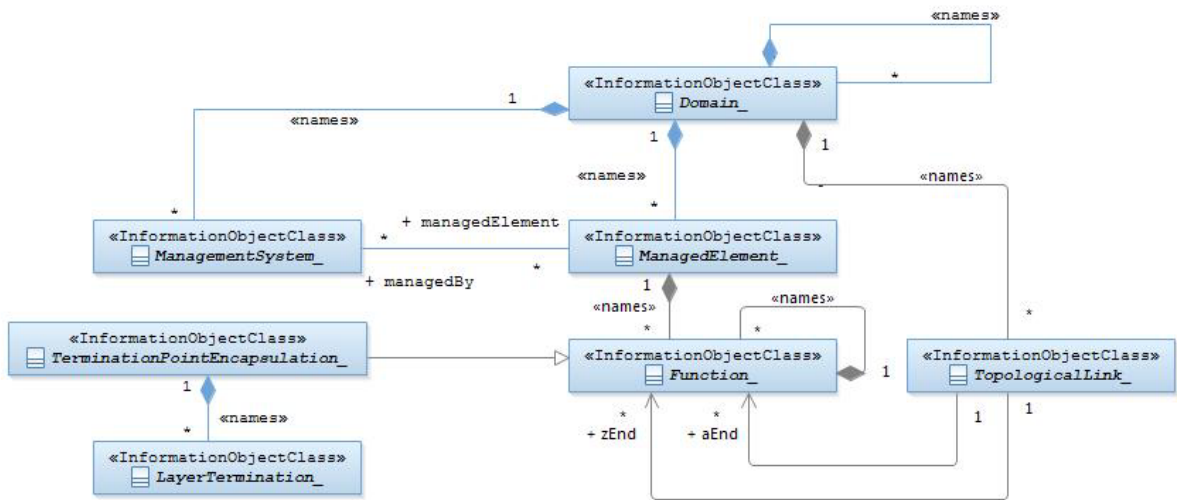 «names»
*
«InformationObjectClass»
Domain_
1
«names»
1
1
«names»
«names»
*
*
*
+ managedElement
«InformationObjectClass»
ManagementSystem_
*
*
+ managedBy
«InformationObjectClass»
ManagedElement_
1
«names»
«names»
*
*
*
«InformationObjectClass»
TerminationPointEncapsulation_
«InformationObjectClass»
Function_
1
«InformationObjectClass»
TopologicalLink_
1
«names»
*
*
+ zEnd
*
+ aEnd
1
1
«InformationObjectClass»
LayerTermination_